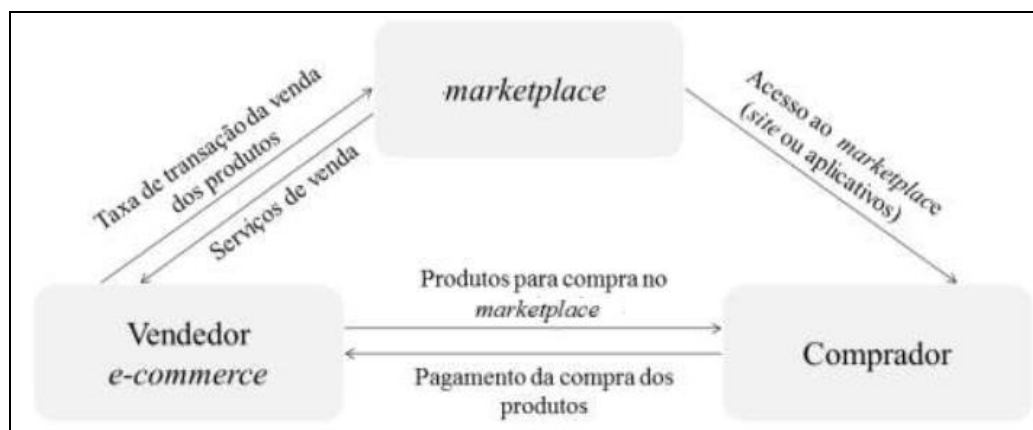 marketplace
Taxa de transação da venda
dos produtos
Serviços de venda
Acesso ao marketplace
(site ou aplicativos)
Produtos para compra no
marketplace
Vendedor
e-commerce
Comprador
Pagamento da compra dos
produtos